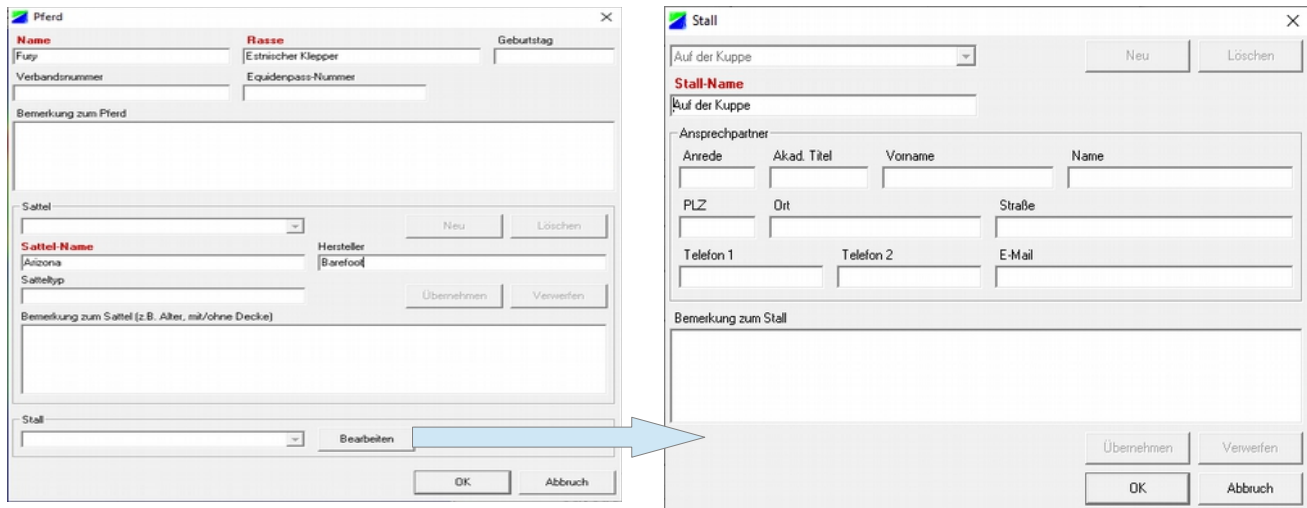 Pferd
Name Rasse Geburtstag
Fury Estnischer Klepper
Verbandsnummer Equidenpass-Nummer
Bemerkung zum Pferd
Sattel
Neu Löschen
Sattel-Name Hersteller
Arizona Barefoot
Satteltyp
Übernehmen Verwerfen
Bemerkung zum Sattel (z.B. Alter, mit/ohne Decke)
Stall
Bearbeiten
OK Abbruch
Stall
Auf der Kuppe Neu Löschen
Stall-Name
Auf der Kuppe
Ansprechpartner
Anrede Akad. Titel Vorname Name
PLZ Ort Straße
Telefon 1 Telefon 2 E-Mail
Bemerkung zum Stall
Übernehmen Verwerfen
OK Abbruch